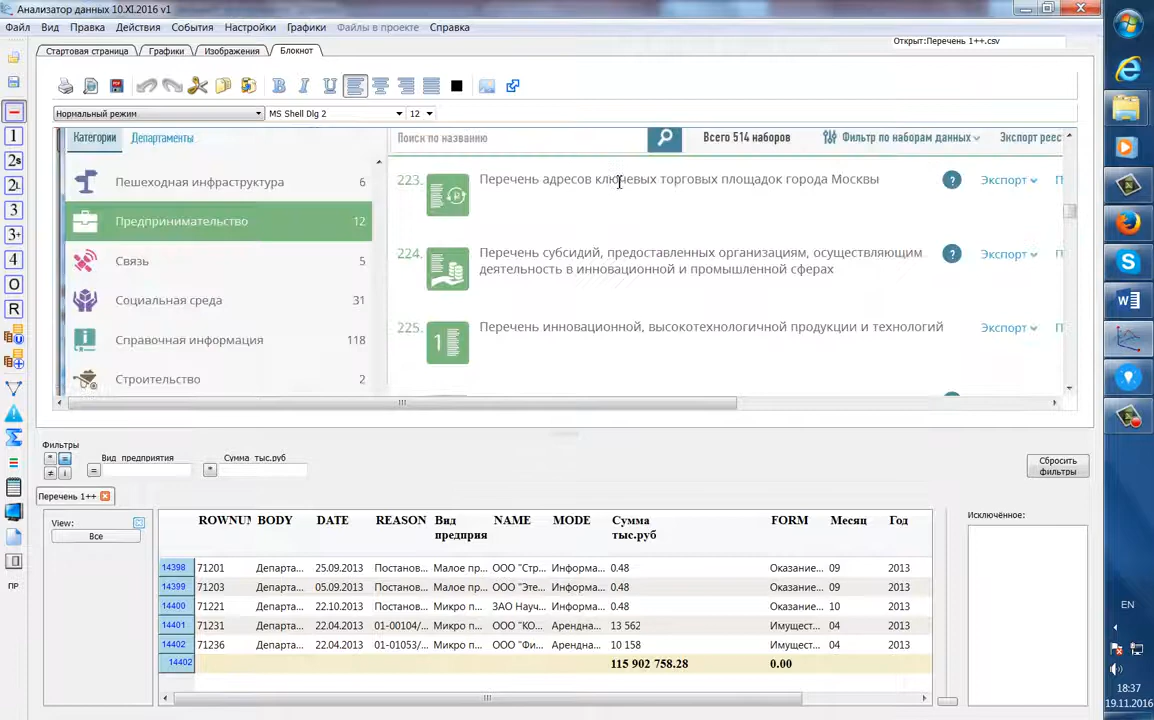 Анализатор данных 10.XI.2016 v1
Файл Вид Правка Действия События Настройки Графики Файлы в проекте Справка
Стартовая страница Графики Изображения Блокнот
Открыт:Перечень 1++.csv
B I U
Нормальный режим MS Shell Dlg 2 12
Категории Департаменты Поиск по названию Всего 514 наборов Фильтр по наборам данных Экспорт реес
Пешеходная инфраструктура 6
Предпринимательство 12
Связь 5
Социальная среда 31
Справочная информация 118
Строительство 2
223. Перечень адресов ключевых торговых площадок города Москвы ? Экспорт
224. Перечень субсидий, предоставленных организациям, осуществляющим
деятельность в инновационной и промышленной сферах ? Экспорт
225. Перечень инновационной, высокотехнологичной продукции и технологий Экспорт
1
2s
2L
3
3+
4
O
R
ПР
Фильтры
Вид предприятия Сумма тыс.руб
* = ≠ i = *
Сбросить
фильтры
Перечень 1++
View:
Все
Исключённое:
ROWNUM BODY DATE REASON Вид
предприя NAME MODE Сумма
тыс.руб FORM Месяц Год
14398 71201 Департа... 25.09.2013 Постанов... Малое пр... ООО "Стр... Информа... 0.48 Оказание... 09 2013
14399 71203 Департа... 05.09.2013 Постанов... Малое пр... ООО "Эте... Информа... 0.48 Оказание... 09 2013
14400 71221 Департа... 22.10.2013 Постанов... Микро п... ЗАО Науч... Информа... 0.48 Оказание... 10 2013
14401 71231 Департа... 22.04.2013 01-00104/... Микро п... ООО "КО... Арендна... 13 562 Имущест... 04 2013
14402 71236 Департа... 22.04.2013 01-01053/... Микро п... ООО "Фи... Арендна... 10 158 Имущест... 04 2013
14402 115 902 758.28 0.00
EN
18:37
19.11.2016